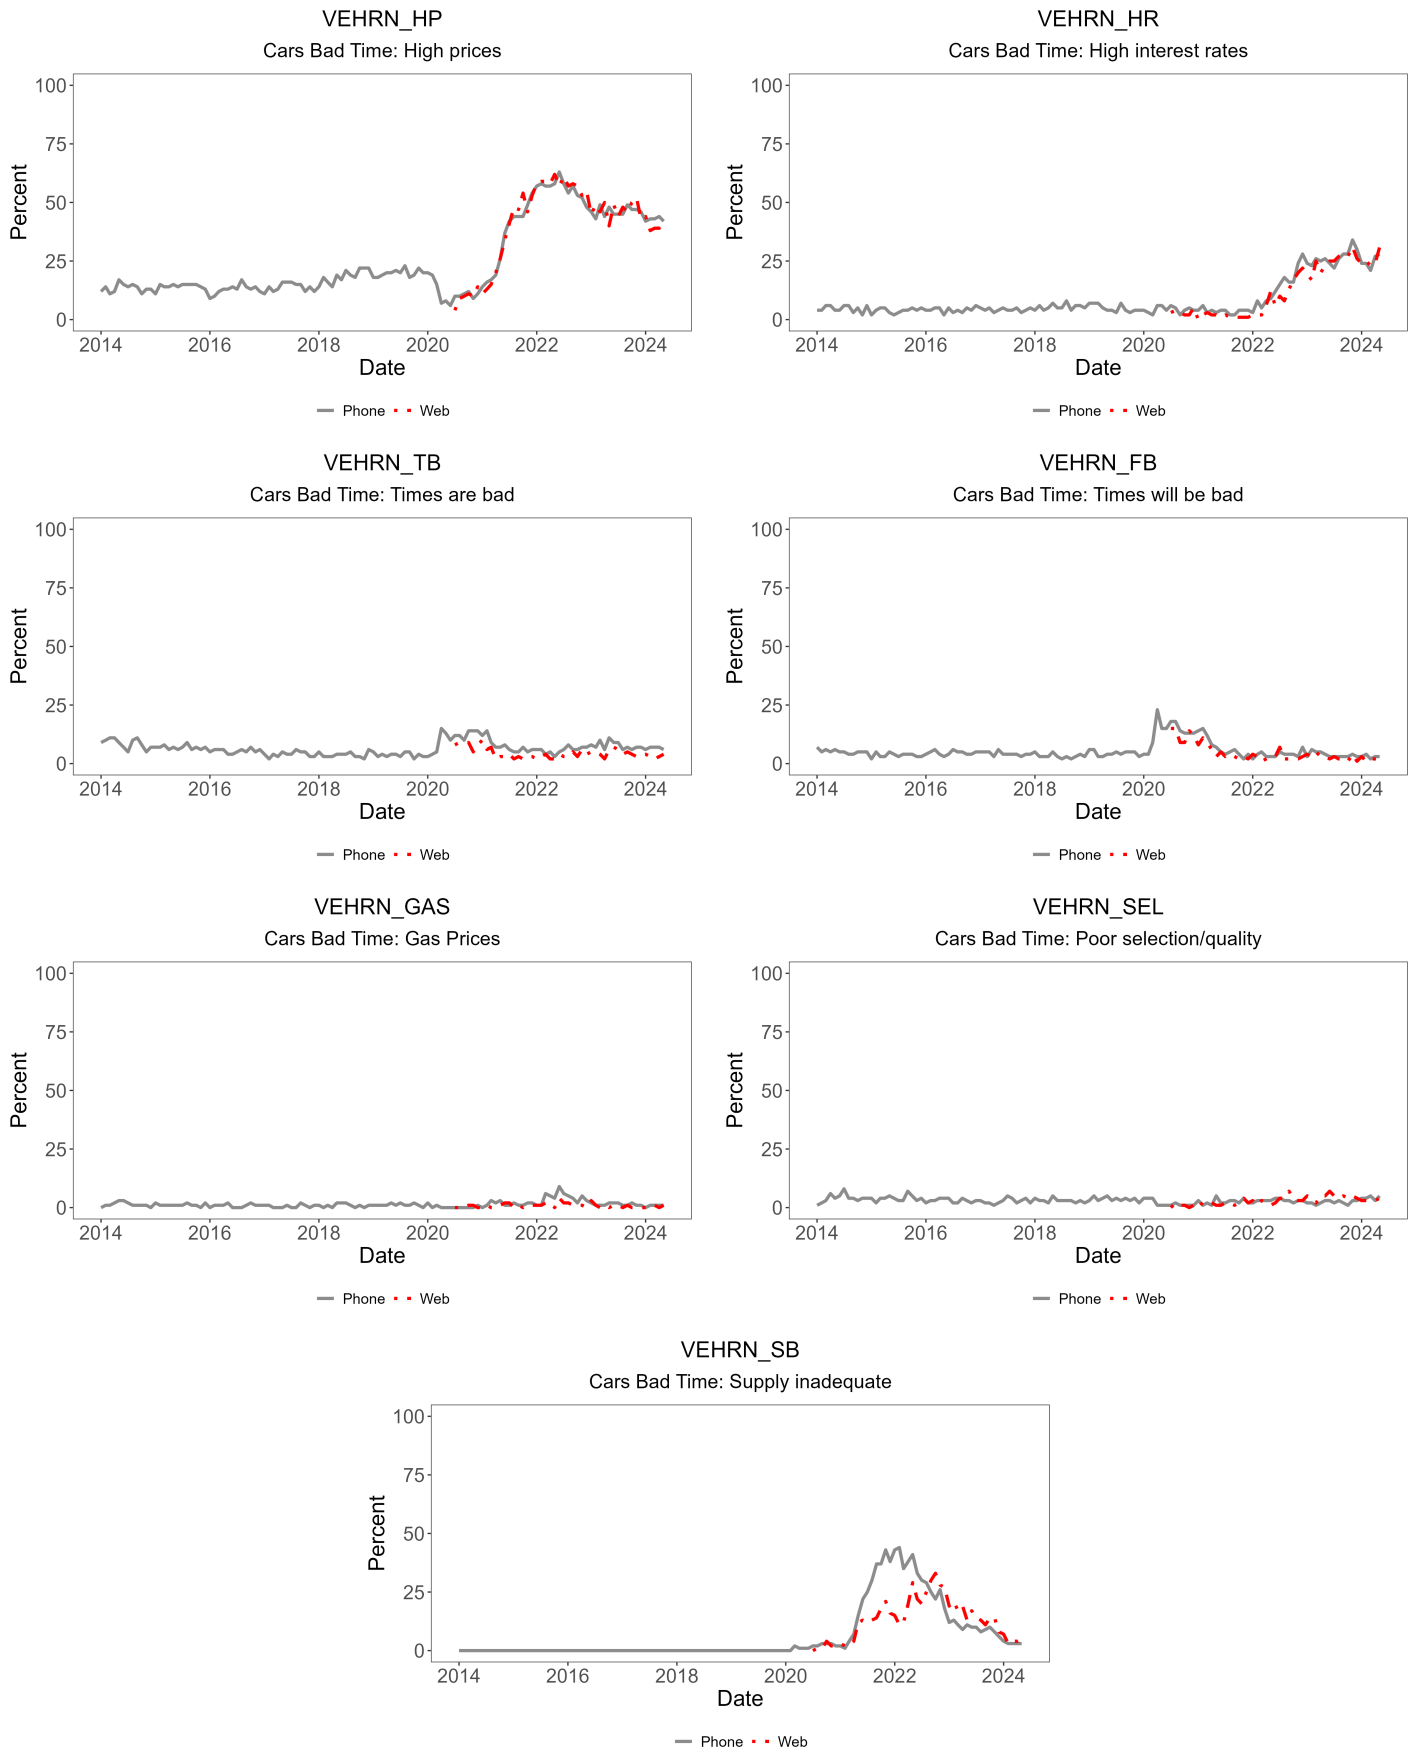 VEHRN_HP
Cars Bad Time: High prices
Percent
100
75
50
25
0
2014 2016 2018 2020 2022 2024
Date
Phone Web
VEHRN_HR
Cars Bad Time: High interest rates
Percent
100
75
50
25
0
2014 2016 2018 2020 2022 2024
Date
Phone Web
VEHRN_TB
Cars Bad Time: Times are bad
Percent
100
75
50
25
0
2014 2016 2018 2020 2022 2024
Date
Phone Web
VEHRN_FB
Cars Bad Time: Times will be bad
Percent
100
75
50
25
0
2014 2016 2018 2020 2022 2024
Date
Phone Web
VEHRN_GAS
Cars Bad Time: Gas Prices
Percent
100
75
50
25
0
2014 2016 2018 2020 2022 2024
Date
Phone Web
VEHRN_SEL
Cars Bad Time: Poor selection/quality
Percent
100
75
50
25
0
2014 2016 2018 2020 2022 2024
Date
Phone Web
VEHRN_SB
Cars Bad Time: Supply inadequate
Percent
100
75
50
25
0
2014 2016 2018 2020 2022 2024
Date
Phone Web